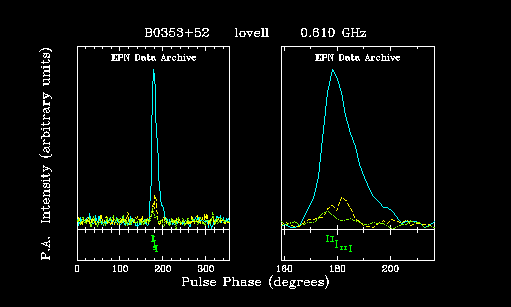 B0353+52 lovell 0.610 GHz
EPN Data Archive EPN Data Archive
P.A. Intensity (arbitrary units)
0 100 200 300 160 180 200
Pulse Phase (degrees)